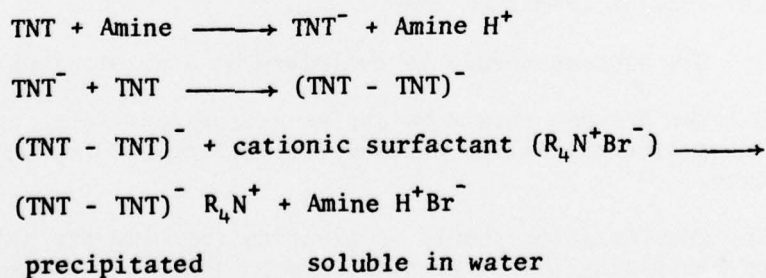 TNT + Amine ⟶ TNT⁻ + Amine H⁺
TNT⁻ + TNT ⟶ (TNT - TNT)⁻
(TNT - TNT)⁻ + cationic surfactant (R₄N⁺Br⁻) ⟶
(TNT - TNT)⁻ R₄N⁺ + Amine H⁺Br⁻
precipitated soluble in water